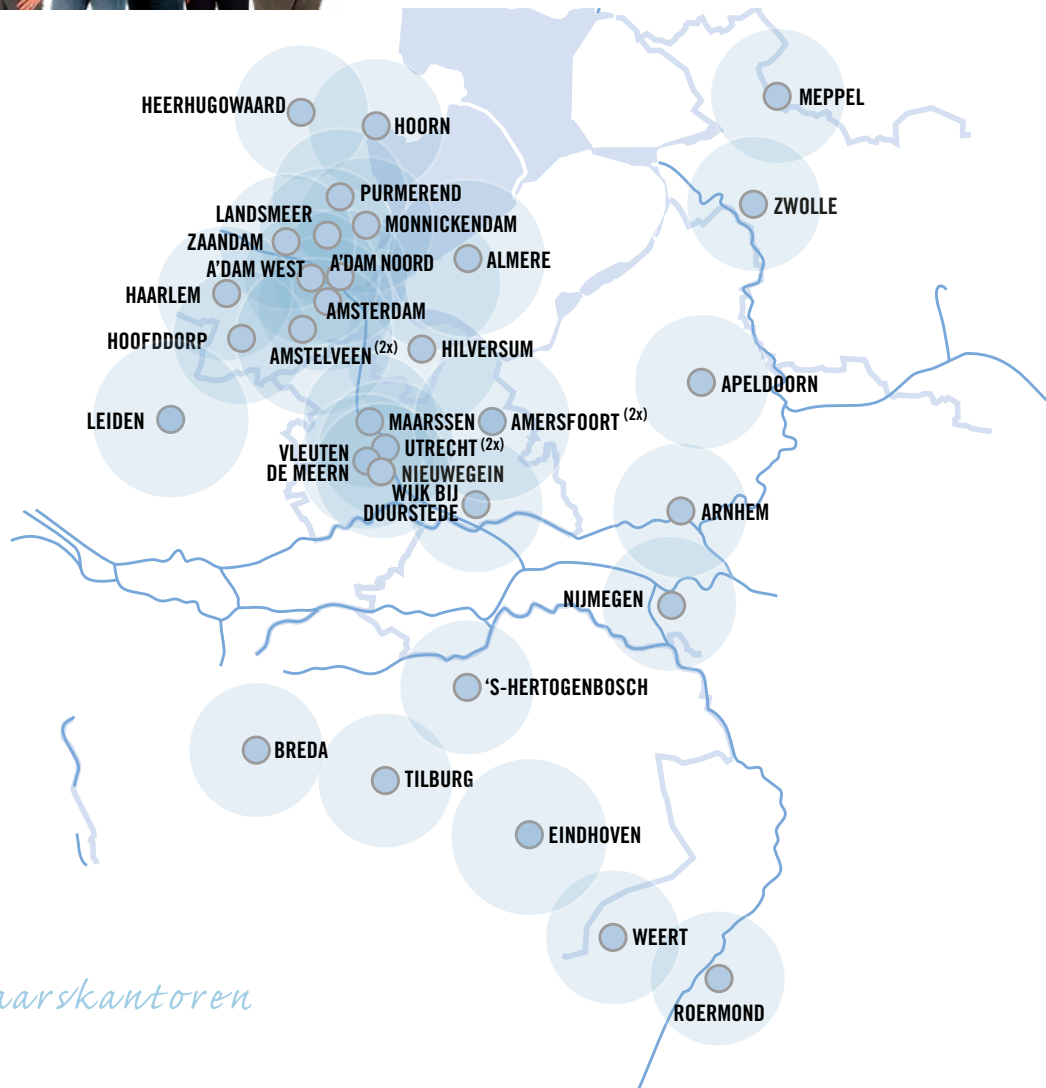 MEPPEL
HEERHUGOWAARD
HOORN
PURMEREND
ZWOLLE
LANDSMEER
MONNICKENDAM
ZAANDAM
A'DAM WEST
A'DAM NOORD
ALMERE
HAARLEM
AMSTERDAM
HOOFDDORP
AMSTELVEEN (2x)
HILVERSUM
APELDOORN
LEIDEN
MAARSSEN
AMERSFOORT (2x)
UTRECHT (2x)
VLEUTEN
DE MEERN
NIEUWEGEIN
WIJK BIJ
DUURSTEDE
ARNHEM
NIJMEGEN
‘S-HERTOGENBOSCH
BREDA
TILBURG
EINDHOVEN
WEERT
aarskantoren
ROERMOND